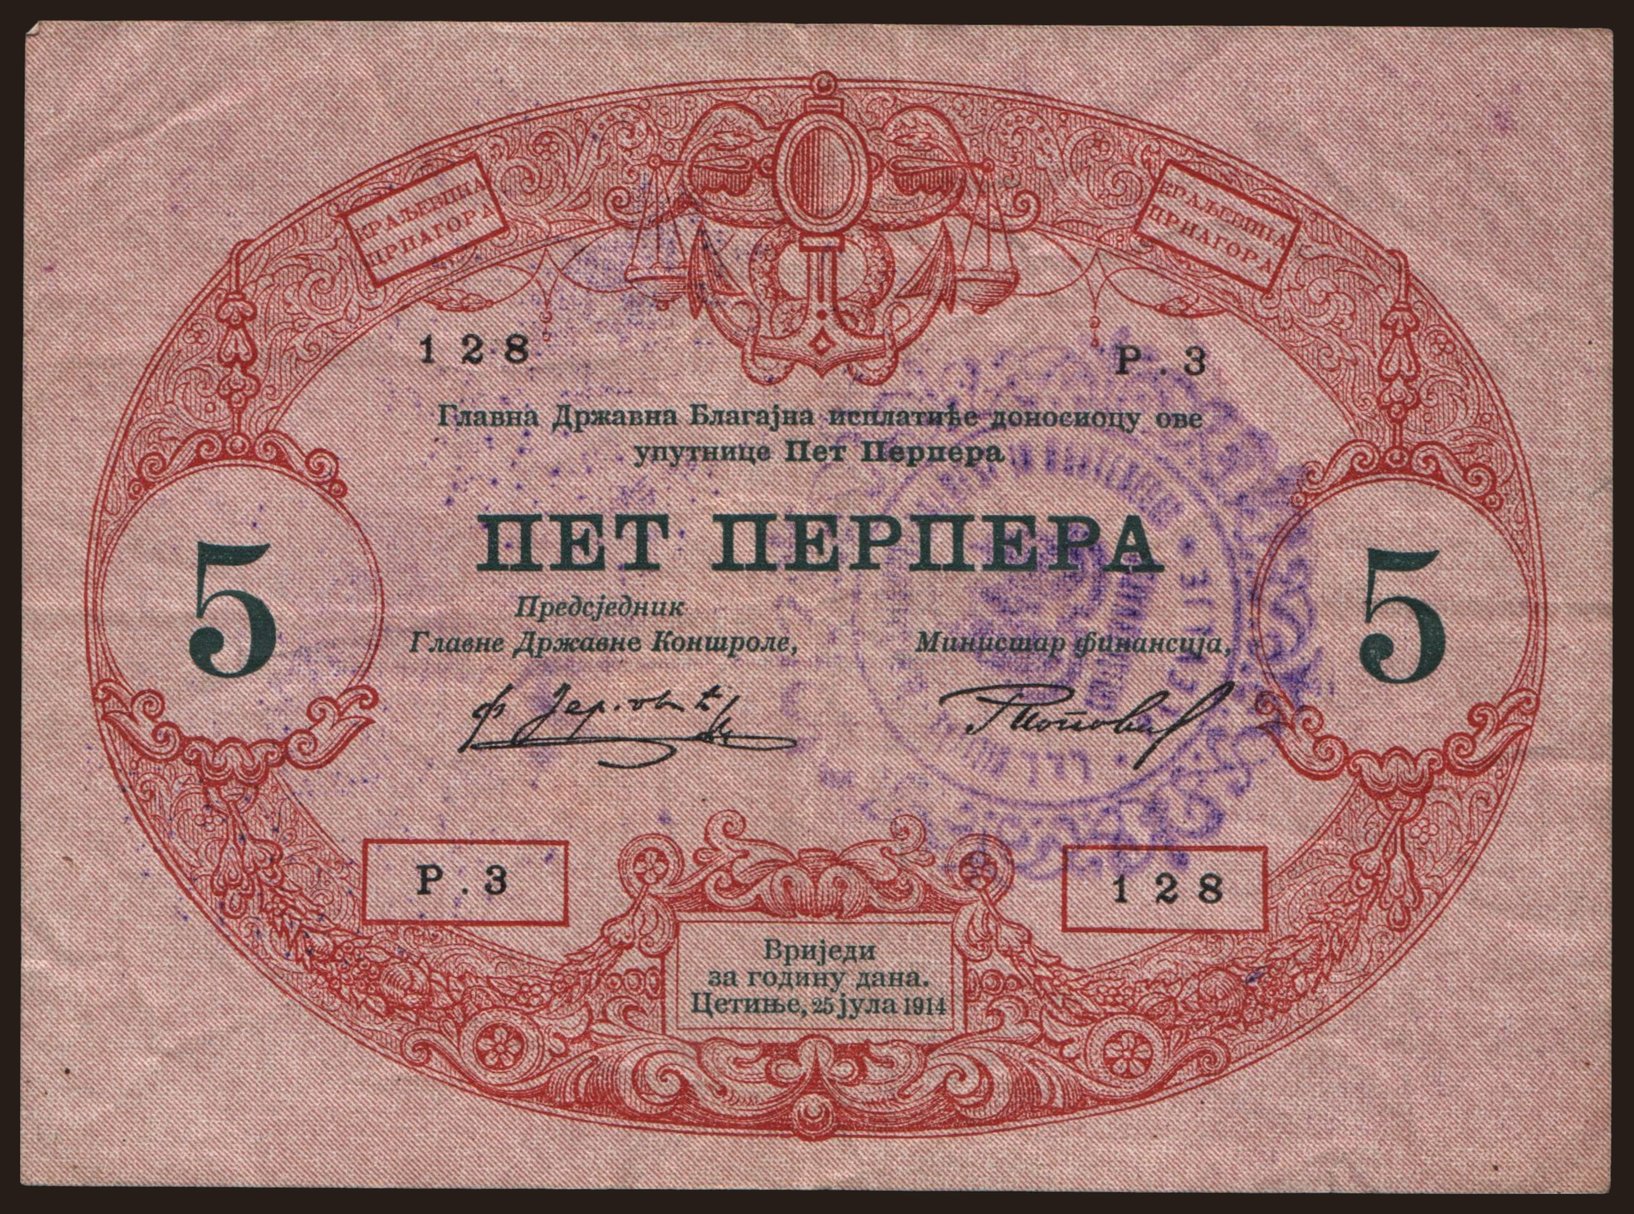 КРАЉЕВИНА
ЦРНАГОРА
КРАЉЕВИНА
ЦРНАГОРА
128
Р.3
Главна Државна Благајна исплатиће доносиоцу ове
упутнице Пет Перпера
ПЕТ ПЕРПЕРА
5
5
Предсједник
Главне Државне Контроле,
Министар финансија,
Р.3
128
Вриједи
за годину дана.
Цетиње, 25 јула 1914